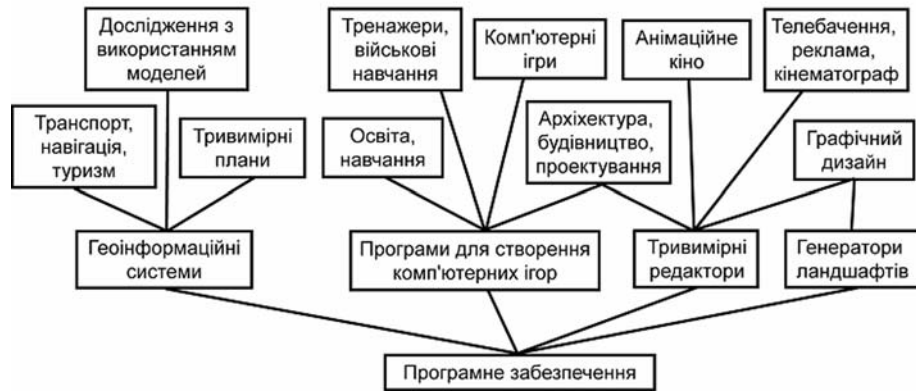 Дослідження з
використанням
моделей
Тренажери,
військові
навчання
Комп'ютерні
ігри
Анімаційне
кіно
Телебачення,
реклама,
кінематограф
Транспорт,
навігація,
туризм
Тривимірні
плани
Освіта,
навчання
Архіхектура,
будівництво,
проектування
Графічний
дизайн
Геоінформаційні
системи
Програми для створення
комп'ютерних ігор
Тривимірні
редактори
Генератори
ландшафтів
Програмне забезпечення